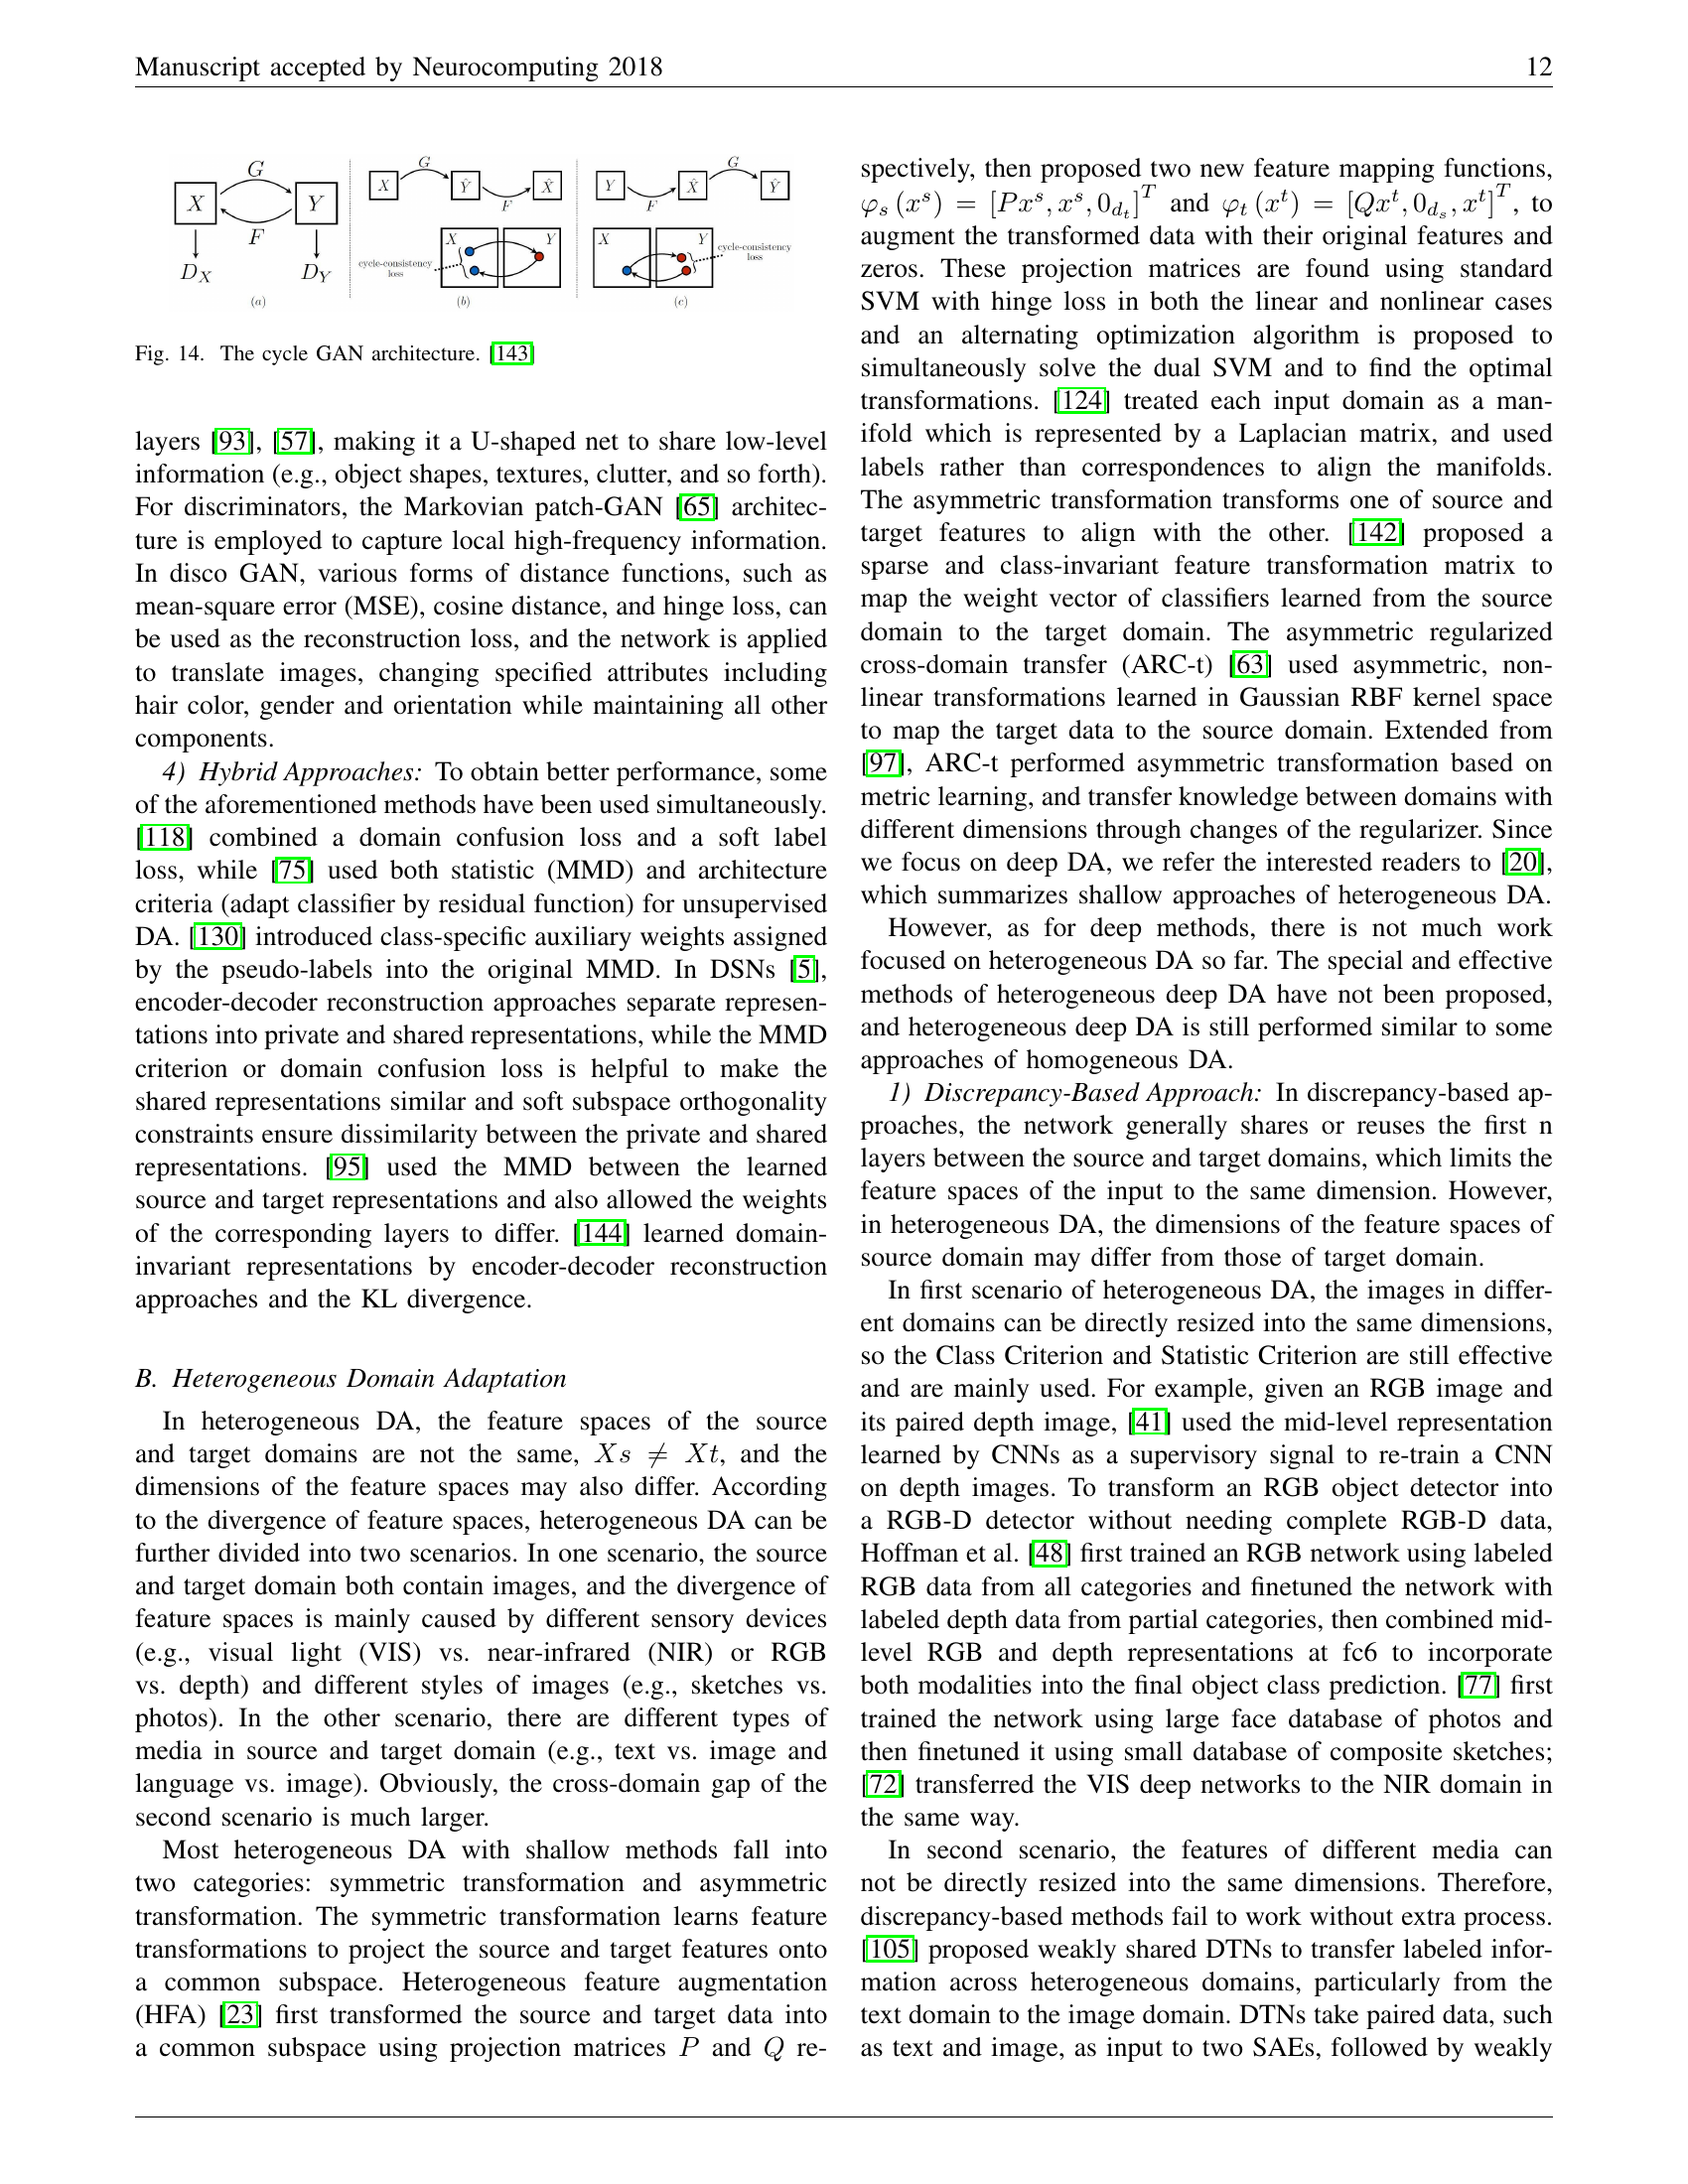 Manuscript accepted by Neurocomputing 2018 12
G
X Y
F
D_X D_Y
(a)
G
X Ŷ X̂
F
X Y
cycle-consistency
loss
(b)
G
Y X̂ Ŷ
F
X Y
cycle-consistency
loss
(c)
Fig. 14. The cycle GAN architecture. [143]
layers [93], [57], making it a U-shaped net to share low-level
information (e.g., object shapes, textures, clutter, and so forth).
For discriminators, the Markovian patch-GAN [65] architec-
ture is employed to capture local high-frequency information.
In disco GAN, various forms of distance functions, such as
mean-square error (MSE), cosine distance, and hinge loss, can
be used as the reconstruction loss, and the network is applied
to translate images, changing specified attributes including
hair color, gender and orientation while maintaining all other
components.
4) Hybrid Approaches: To obtain better performance, some
of the aforementioned methods have been used simultaneously.
[118] combined a domain confusion loss and a soft label
loss, while [75] used both statistic (MMD) and architecture
criteria (adapt classifier by residual function) for unsupervised
DA. [130] introduced class-specific auxiliary weights assigned
by the pseudo-labels into the original MMD. In DSNs [5],
encoder-decoder reconstruction approaches separate represen-
tations into private and shared representations, while the MMD
criterion or domain confusion loss is helpful to make the
shared representations similar and soft subspace orthogonality
constraints ensure dissimilarity between the private and shared
representations. [95] used the MMD between the learned
source and target representations and also allowed the weights
of the corresponding layers to differ. [144] learned domain-
invariant representations by encoder-decoder reconstruction
approaches and the KL divergence.
B. Heterogeneous Domain Adaptation
In heterogeneous DA, the feature spaces of the source
and target domains are not the same, Xs ≠ Xt, and the
dimensions of the feature spaces may also differ. According
to the divergence of feature spaces, heterogeneous DA can be
further divided into two scenarios. In one scenario, the source
and target domain both contain images, and the divergence of
feature spaces is mainly caused by different sensory devices
(e.g., visual light (VIS) vs. near-infrared (NIR) or RGB
vs. depth) and different styles of images (e.g., sketches vs.
photos). In the other scenario, there are different types of
media in source and target domain (e.g., text vs. image and
language vs. image). Obviously, the cross-domain gap of the
second scenario is much larger.
Most heterogeneous DA with shallow methods fall into
two categories: symmetric transformation and asymmetric
transformation. The symmetric transformation learns feature
transformations to project the source and target features onto
a common subspace. Heterogeneous feature augmentation
(HFA) [23] first transformed the source and target data into
a common subspace using projection matrices P and Q re-
spectively, then proposed two new feature mapping functions,
φ_s (x^s) = [Px^s, x^s, 0_{d_t}]^T and φ_t (x^t) = [Qx^t, 0_{d_s}, x^t]^T, to
augment the transformed data with their original features and
zeros. These projection matrices are found using standard
SVM with hinge loss in both the linear and nonlinear cases
and an alternating optimization algorithm is proposed to
simultaneously solve the dual SVM and to find the optimal
transformations. [124] treated each input domain as a man-
ifold which is represented by a Laplacian matrix, and used
labels rather than correspondences to align the manifolds.
The asymmetric transformation transforms one of source and
target features to align with the other. [142] proposed a
sparse and class-invariant feature transformation matrix to
map the weight vector of classifiers learned from the source
domain to the target domain. The asymmetric regularized
cross-domain transfer (ARC-t) [63] used asymmetric, non-
linear transformations learned in Gaussian RBF kernel space
to map the target data to the source domain. Extended from
[97], ARC-t performed asymmetric transformation based on
metric learning, and transfer knowledge between domains with
different dimensions through changes of the regularizer. Since
we focus on deep DA, we refer the interested readers to [20],
which summarizes shallow approaches of heterogeneous DA.
However, as for deep methods, there is not much work
focused on heterogeneous DA so far. The special and effective
methods of heterogeneous deep DA have not been proposed,
and heterogeneous deep DA is still performed similar to some
approaches of homogeneous DA.
1) Discrepancy-Based Approach: In discrepancy-based ap-
proaches, the network generally shares or reuses the first n
layers between the source and target domains, which limits the
feature spaces of the input to the same dimension. However,
in heterogeneous DA, the dimensions of the feature spaces of
source domain may differ from those of target domain.
In first scenario of heterogeneous DA, the images in differ-
ent domains can be directly resized into the same dimensions,
so the Class Criterion and Statistic Criterion are still effective
and are mainly used. For example, given an RGB image and
its paired depth image, [41] used the mid-level representation
learned by CNNs as a supervisory signal to re-train a CNN
on depth images. To transform an RGB object detector into
a RGB-D detector without needing complete RGB-D data,
Hoffman et al. [48] first trained an RGB network using labeled
RGB data from all categories and finetuned the network with
labeled depth data from partial categories, then combined mid-
level RGB and depth representations at fc6 to incorporate
both modalities into the final object class prediction. [77] first
trained the network using large face database of photos and
then finetuned it using small database of composite sketches;
[72] transferred the VIS deep networks to the NIR domain in
the same way.
In second scenario, the features of different media can
not be directly resized into the same dimensions. Therefore,
discrepancy-based methods fail to work without extra process.
[105] proposed weakly shared DTNs to transfer labeled infor-
mation across heterogeneous domains, particularly from the
text domain to the image domain. DTNs take paired data, such
as text and image, as input to two SAEs, followed by weakly